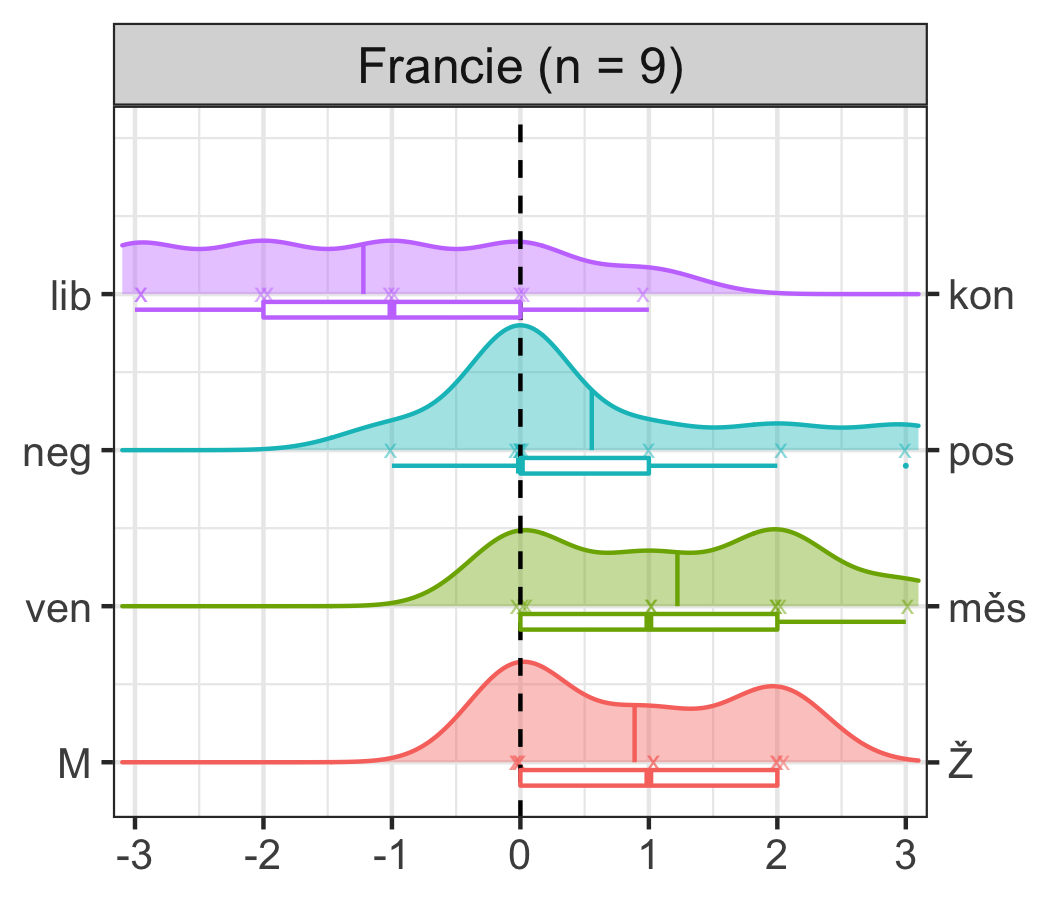 Francie (n = 9)
lib kon
neg pos
ven měs
M Ž
-3 -2 -1 0 1 2 3